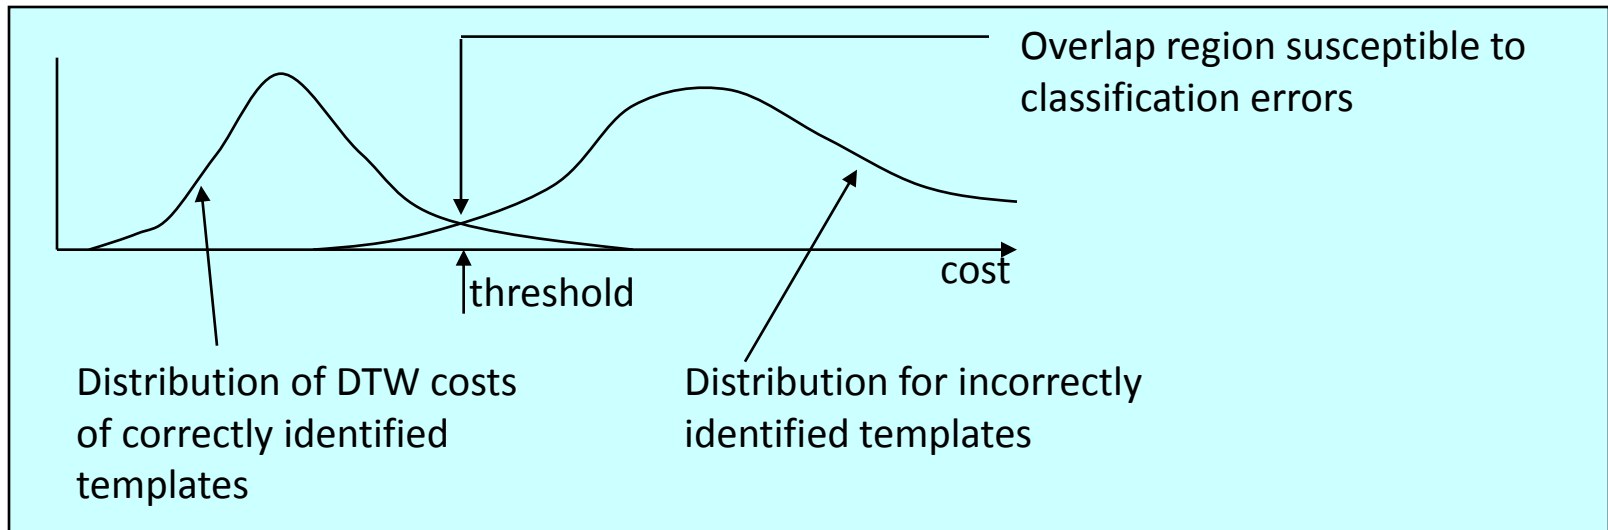 Overlap region susceptible to
classification errors
cost
threshold
Distribution of DTW costs
of correctly identified
templates
Distribution for incorrectly
identified templates